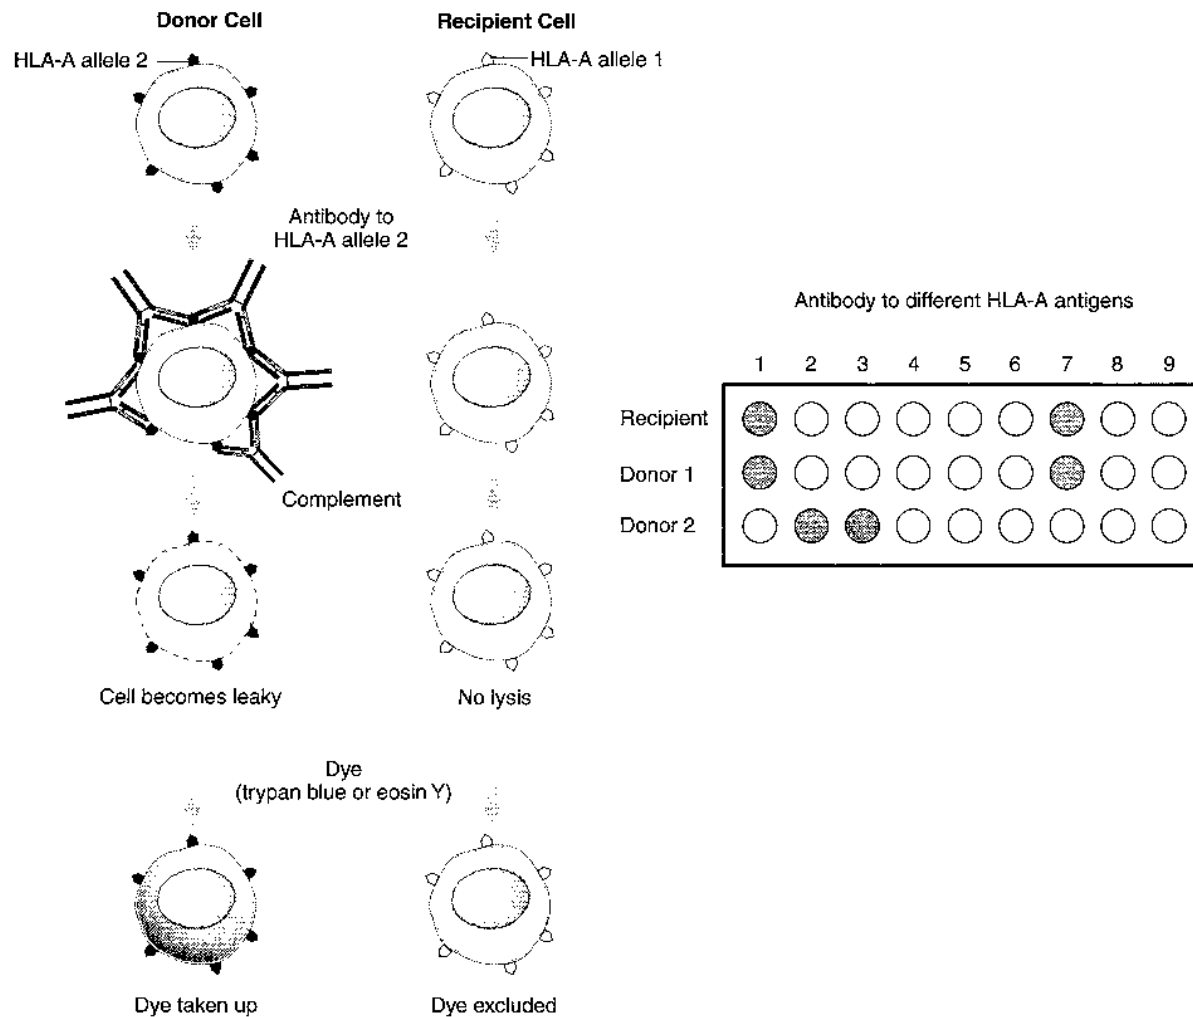 Donor Cell
Recipient Cell
HLA-A allele 2
HLA-A allele 1
Antibody to
HLA-A allele 2
Complement
Cell becomes leaky
No lysis
Dye
(trypan blue or eosin Y)
Dye taken up
Dye excluded
Antibody to different HLA-A antigens
1 2 3 4 5 6 7 8 9
Recipient
Donor 1
Donor 2